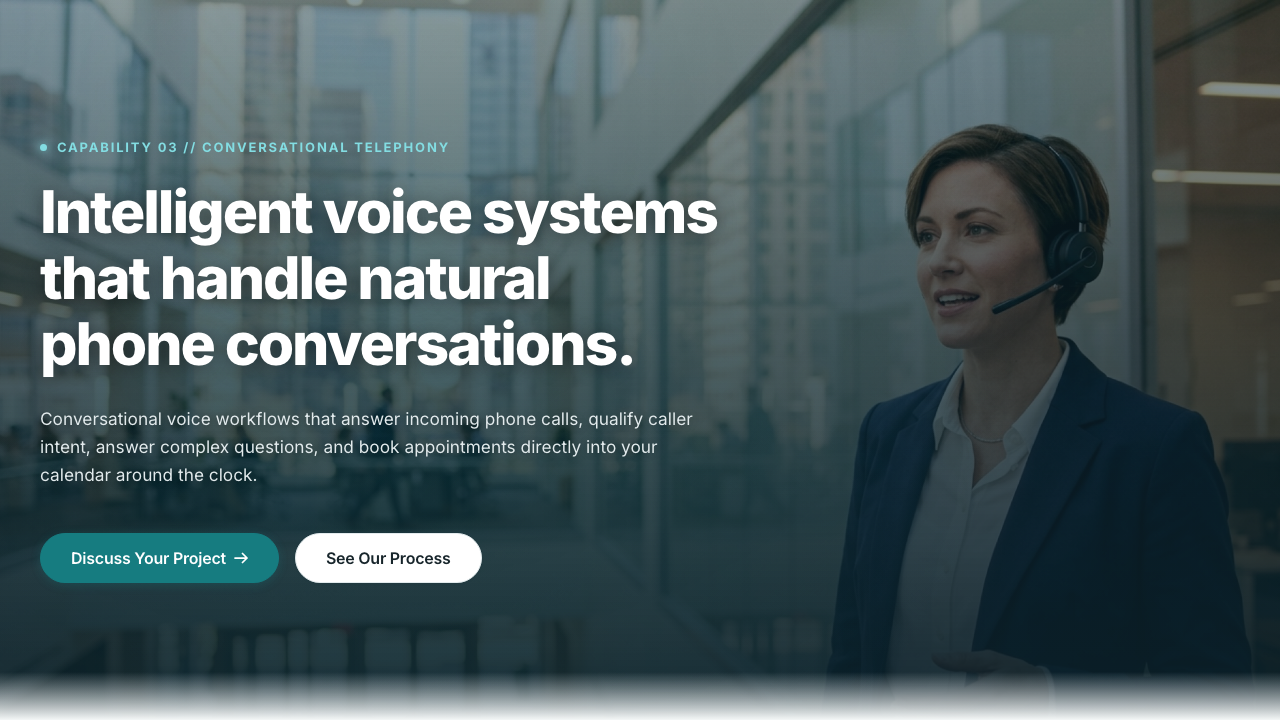 CAPABILITY 03 // CONVERSATIONAL TELEPHONY
Intelligent voice systems
that handle natural
phone conversations.
Conversational voice workflows that answer incoming phone calls, qualify caller
intent, answer complex questions, and book appointments directly into your
calendar around the clock.
Discuss Your Project →
See Our Process